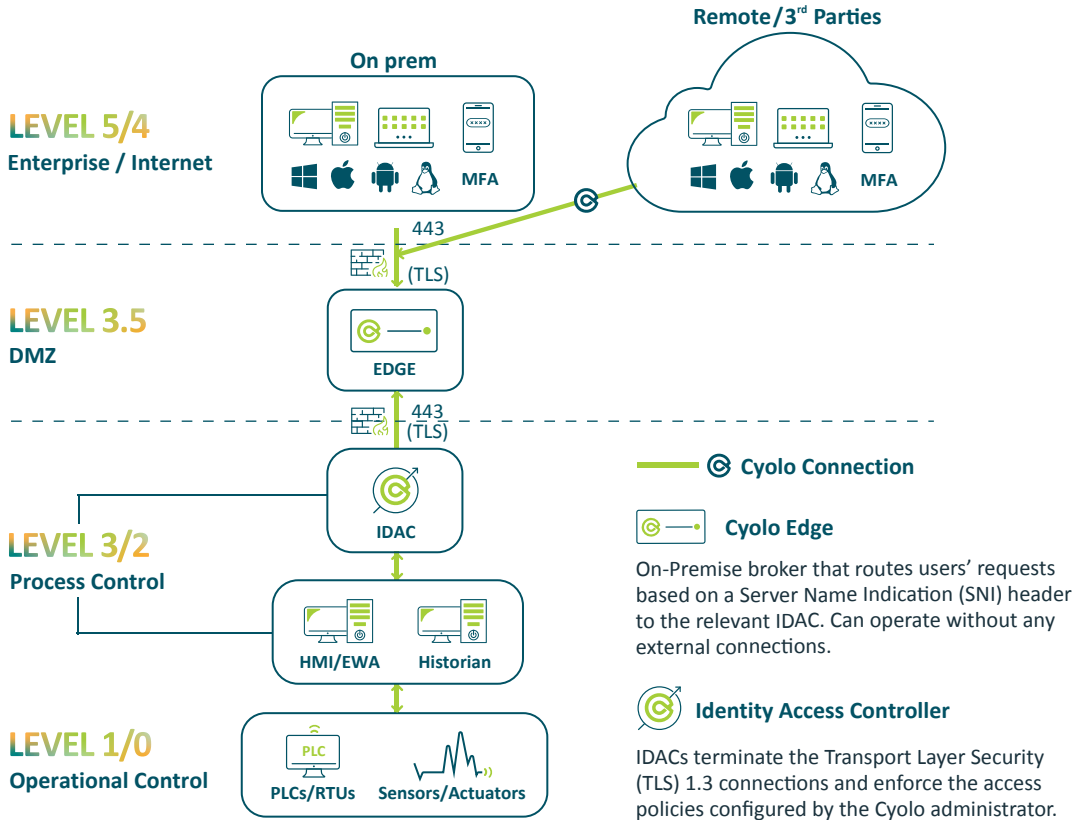 Remote/3rd Parties
On prem
LEVEL 5/4
Enterprise / Internet
xxxx
MFA
xxxx
MFA
443
(TLS)
LEVEL 3.5
DMZ
EDGE
443
(TLS)
IDAC
LEVEL 3/2
Process Control
HMI/EWA
Historian
LEVEL 1/0
Operational Control
PLC
PLCs/RTUs
Sensors/Actuators
Cyolo Connection
Cyolo Edge
On-Premise broker that routes users’ requests
based on a Server Name Indication (SNI) header
to the relevant IDAC. Can operate without any
external connections.
Identity Access Controller
IDACs terminate the Transport Layer Security
(TLS) 1.3 connections and enforce the access
policies configured by the Cyolo administrator.